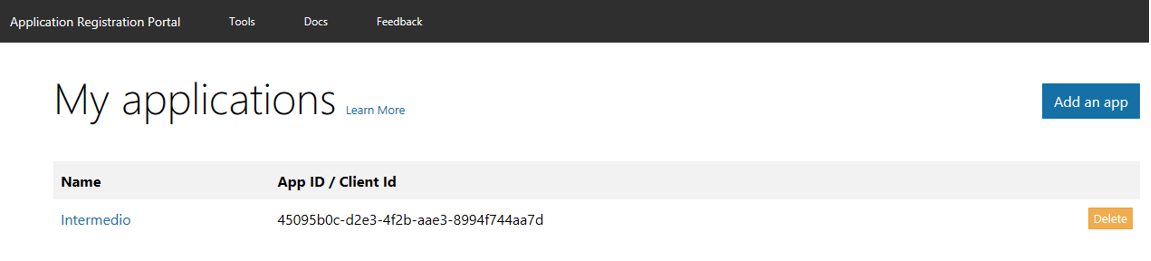 Application Registration Portal Tools Docs Feedback
My applications Learn More Add an app
Name App ID / Client Id
Intermedio 45095b0c-d2e3-4f2b-aae3-8994f744aa7d Delete